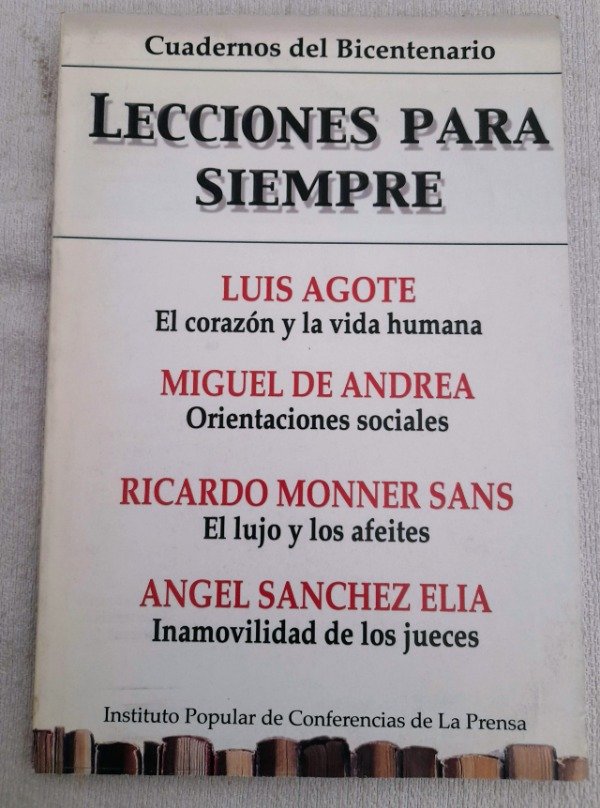 Cuadernos del Bicentenario
LECCIONES PARA
SIEMPRE
LUIS AGOTE
El corazón y la vida humana
MIGUEL DE ANDREA
Orientaciones sociales
RICARDO MONNER SANS
El lujo y los afeites
ANGEL SANCHEZ ELIA
Inamovilidad de los jueces
Instituto Popular de Conferencias de La Prensa